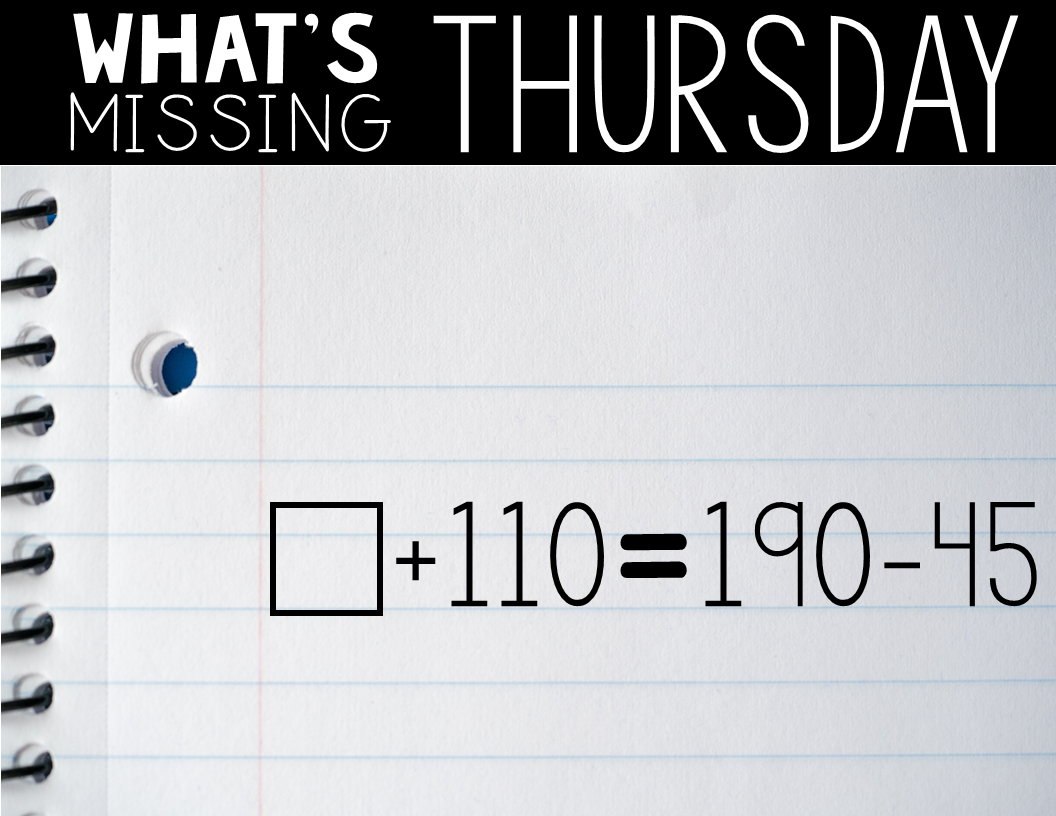 WHAT'S
MISSING
THURSDAY
□+110=190-45